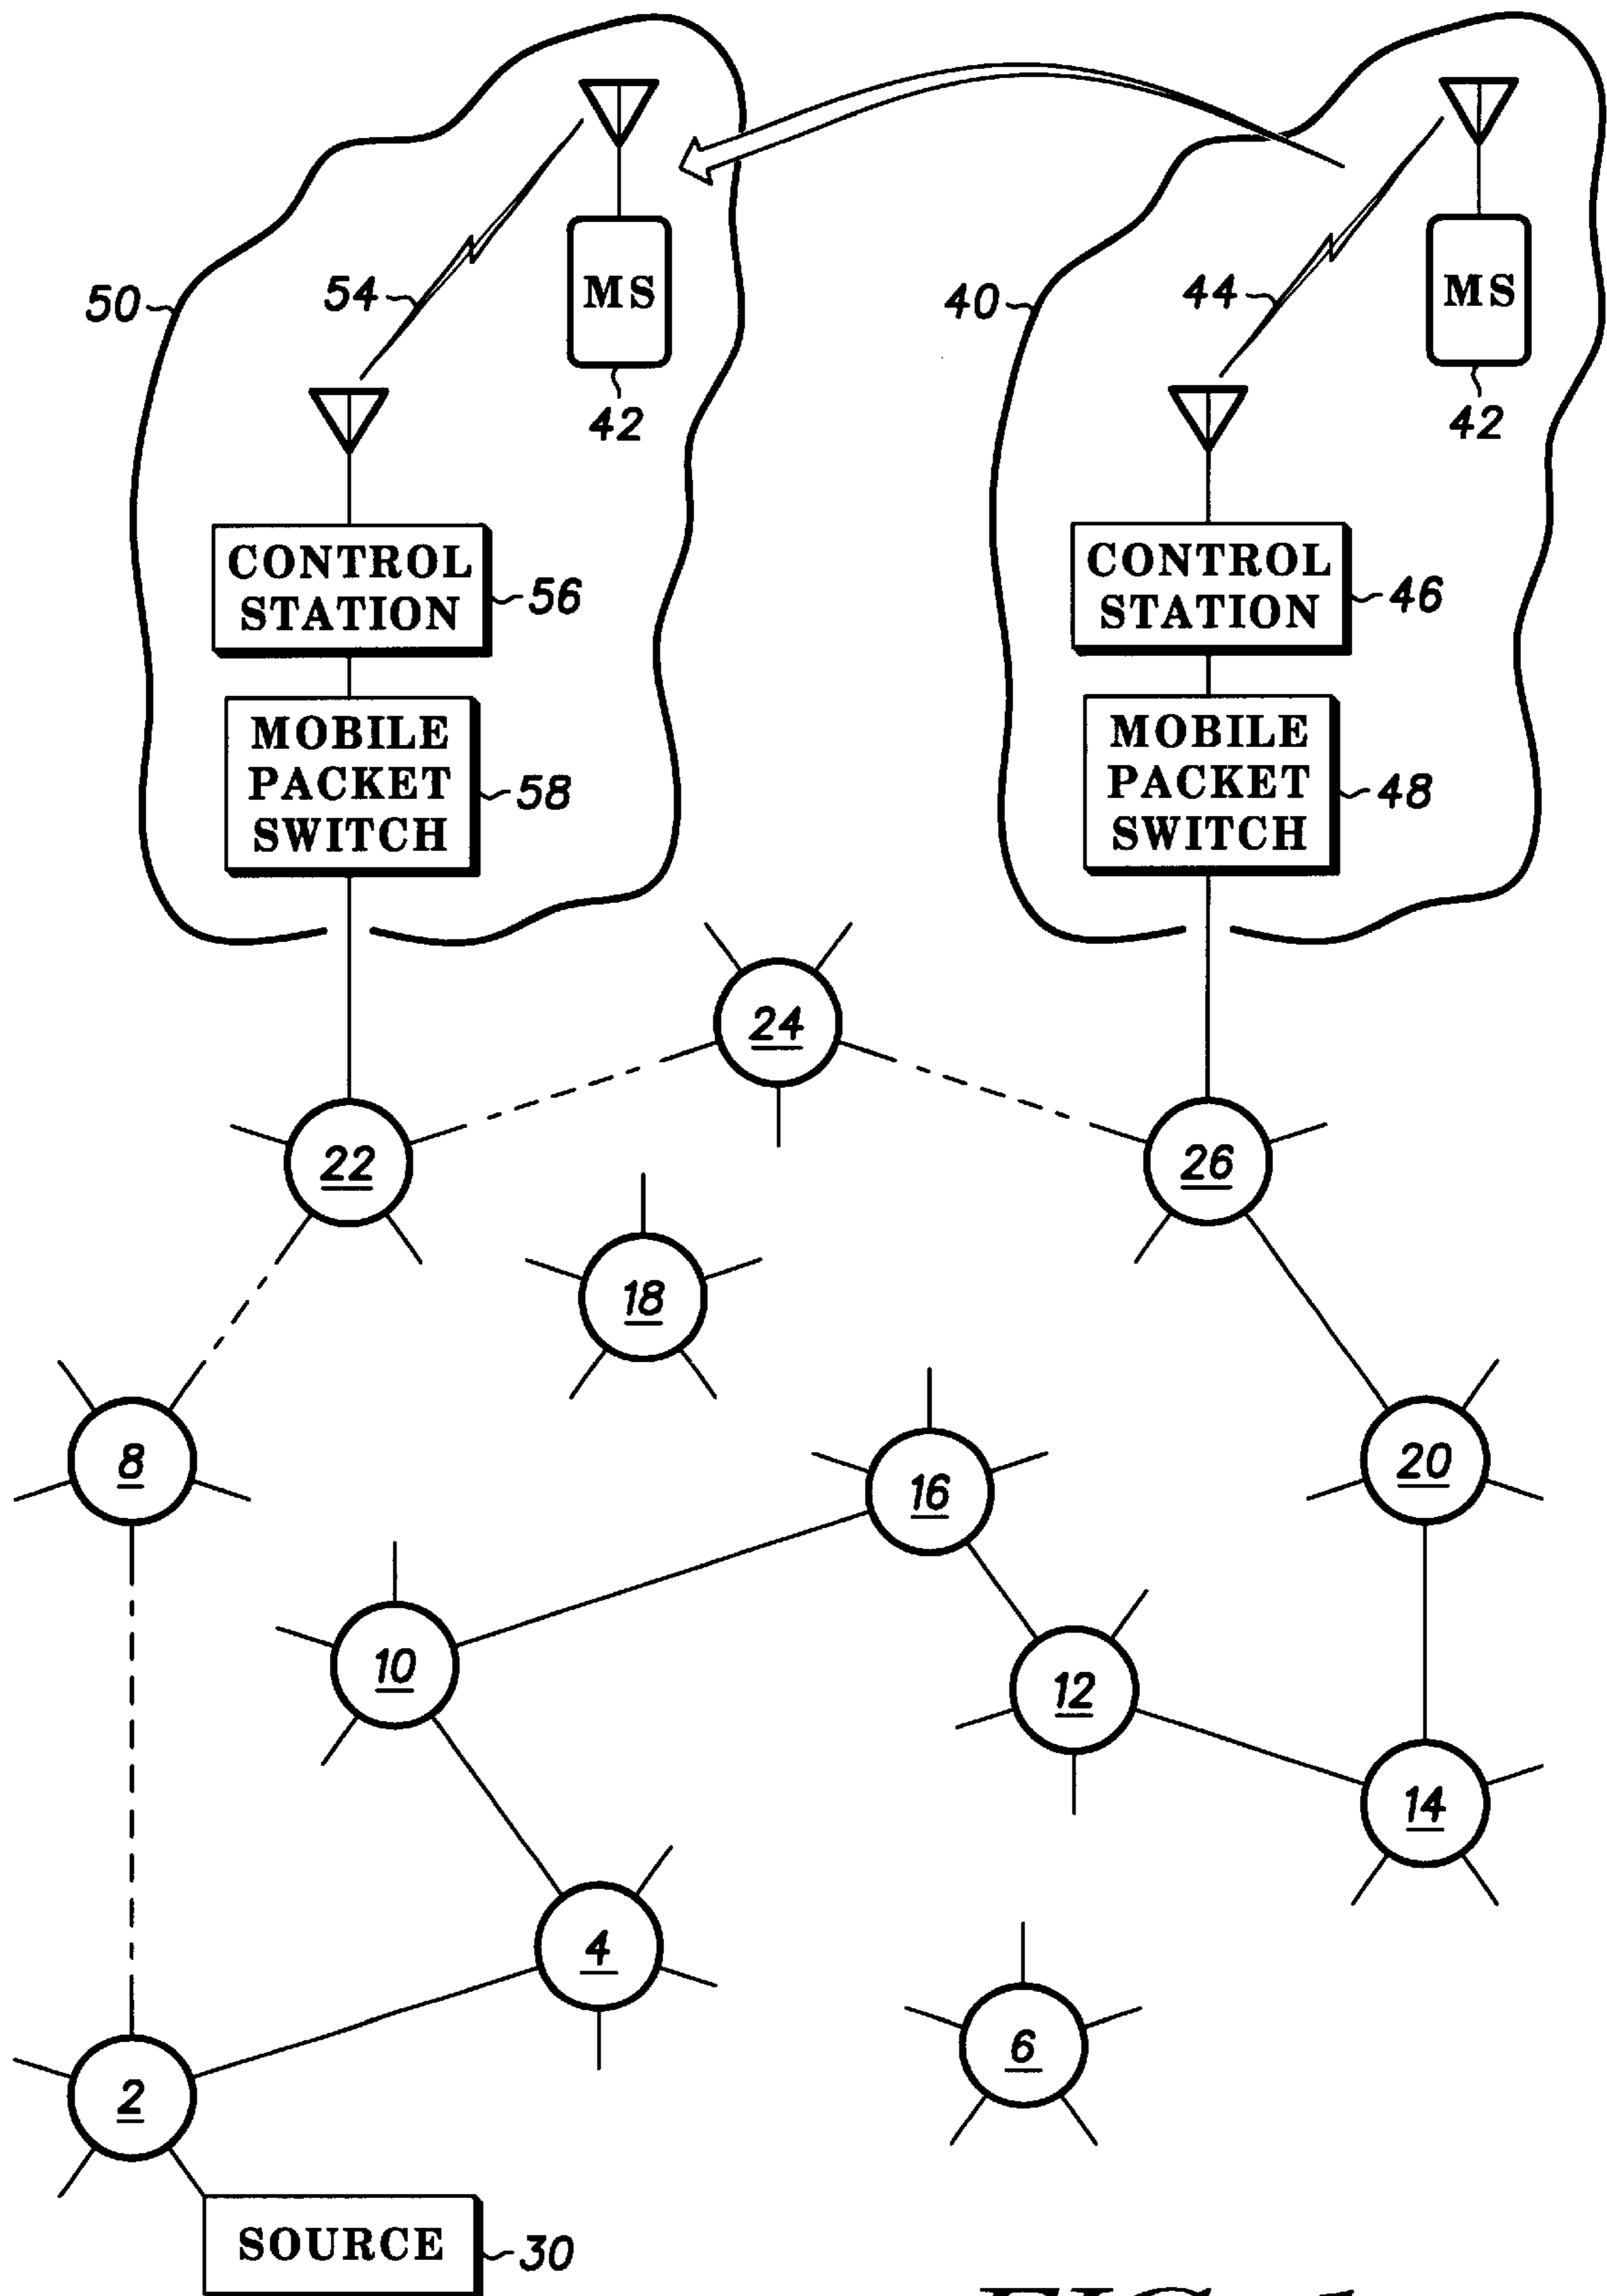 50
54
MS
42
40
44
MS
42
CONTROL
STATION
56
CONTROL
STATION
46
MOBILE
PACKET
SWITCH
58
MOBILE
PACKET
SWITCH
48
24
22
26
18
8
16
20
10
12
14
4
6
2
SOURCE
30